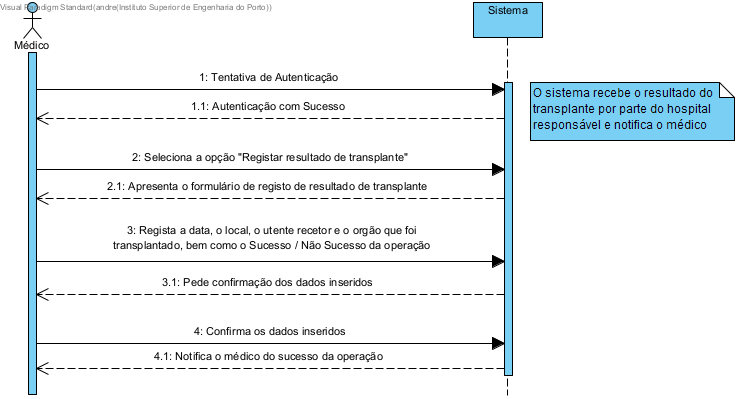 Visual Paradigm Standard(andre(Instituto Superior de Engenharia do Porto))
Sistema
Médico
1: Tentativa de Autenticação
1.1: Autenticação com Sucesso
O sistema recebe o resultado do
transplante por parte do hospital
responsável e notifica o médico
2: Seleciona a opção "Registar resultado de transplante"
2.1: Apresenta o formulário de registo de resultado de transplante
3: Regista a data, o local, o utente recetor e o orgão que foi
transplantado, bem como o Sucesso / Não Sucesso da operação
3.1: Pede confirmação dos dados inseridos
4: Confirma os dados inseridos
4.1: Notifica o médico do sucesso da operação